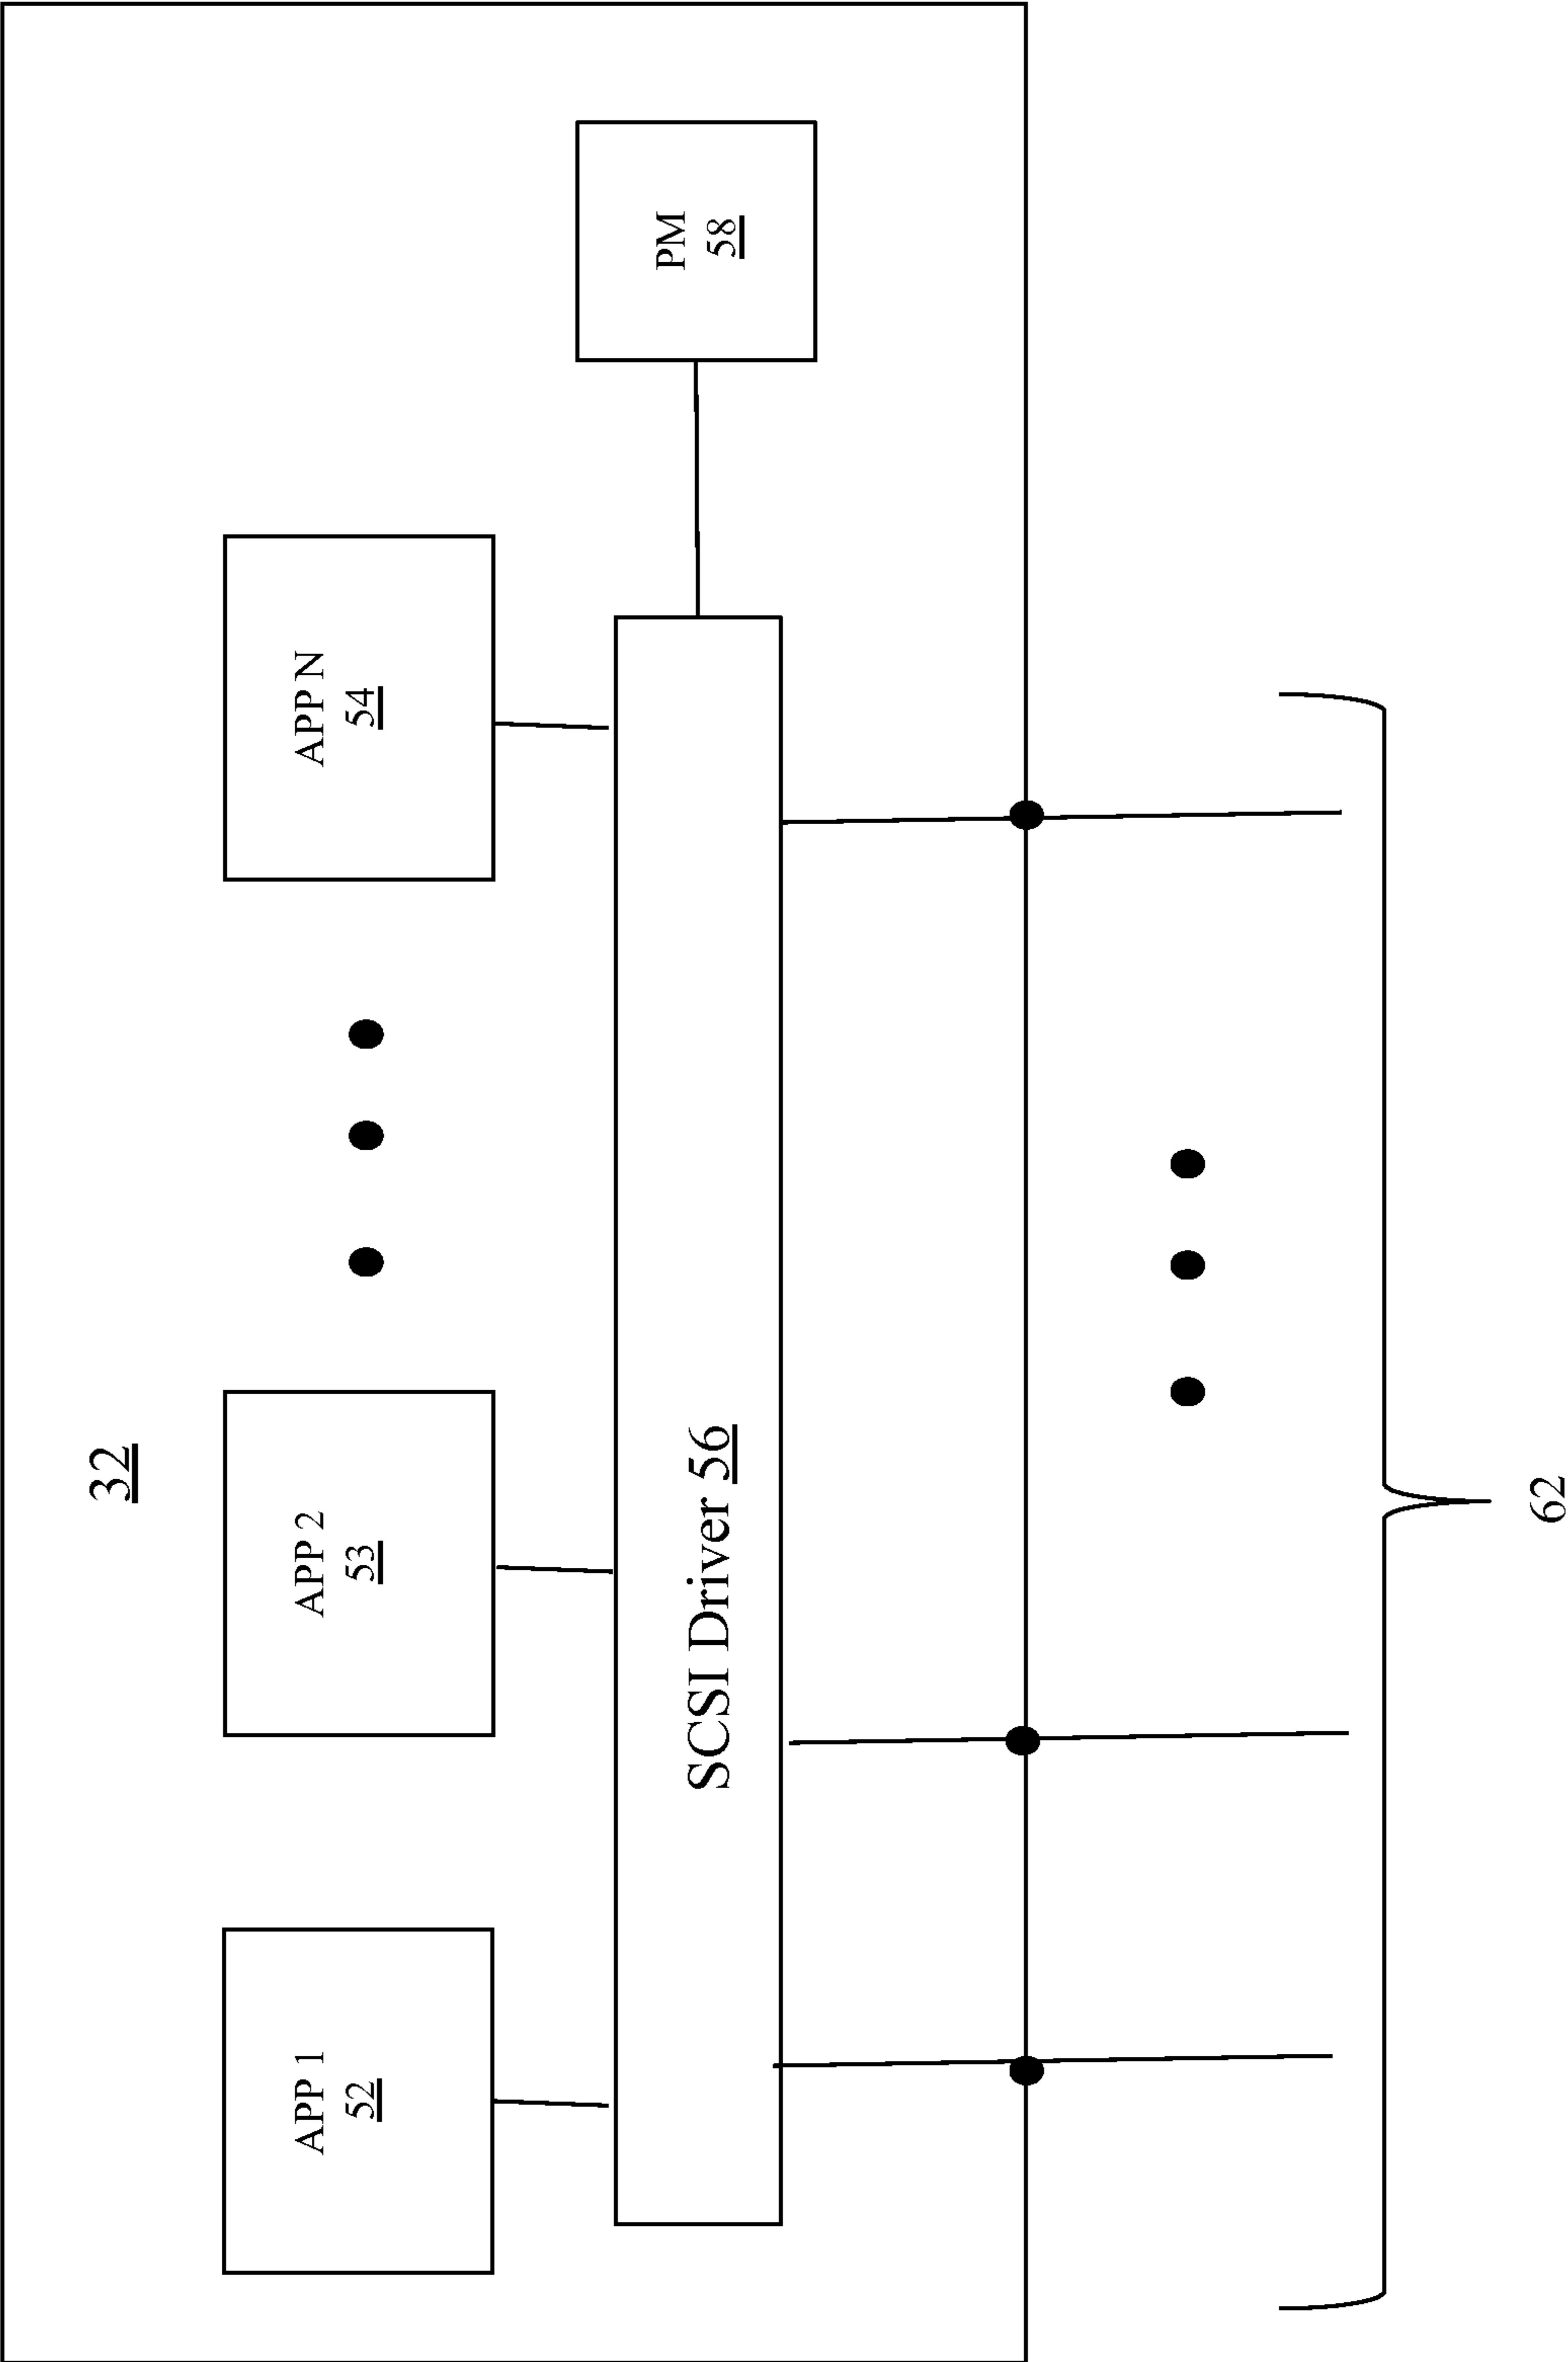 32
APP 1
52
APP 2
53
APP N
54
SCSI Driver 56
PM
58
62